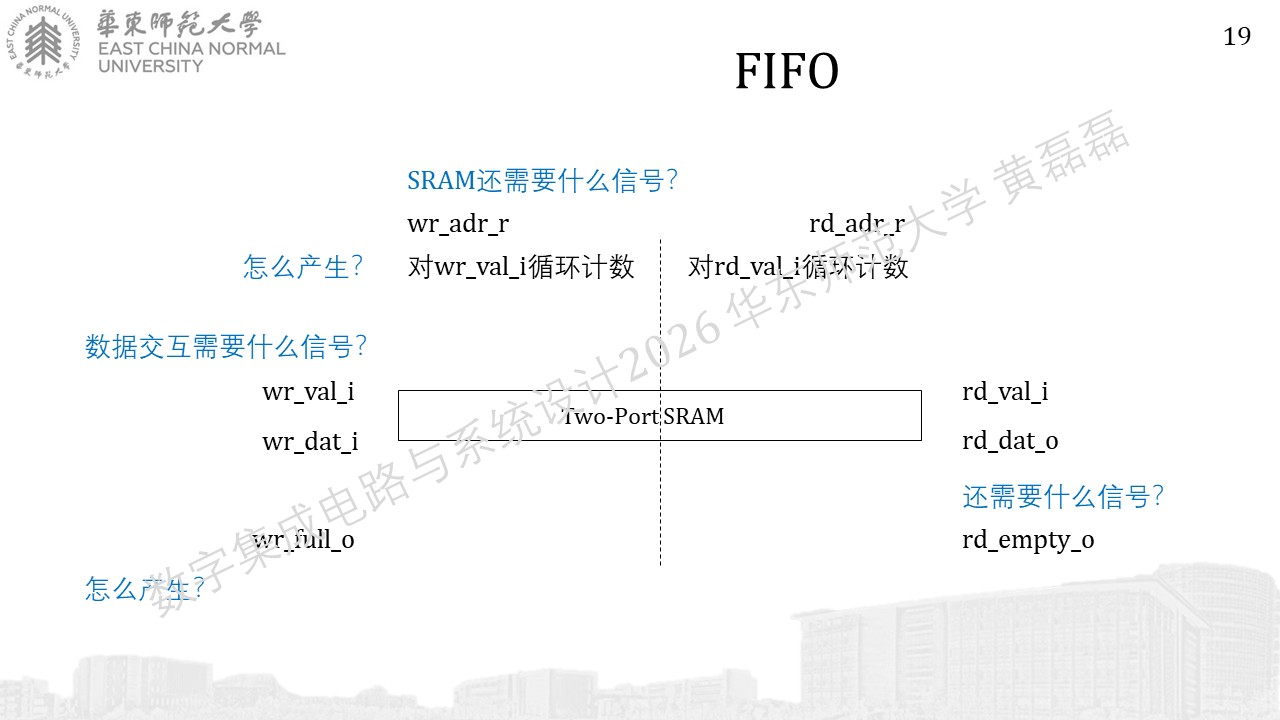 華東師範大學
EAST CHINA NORMAL
UNIVERSITY
19
FIFO
SRAM还需要什么信号?
wr_adr_r
rd_adr_r
怎么产生?
对wr_val_i循环计数
对rd_val_i循环计数
数据交互需要什么信号?
wr_val_i
rd_val_i
Two-Port SRAM
wr_dat_i
rd_dat_o
还需要什么信号?
wr_full_o
rd_empty_o
怎么产生?
数字集成电路与系统设计2026 华东师范大学 黄磊磊